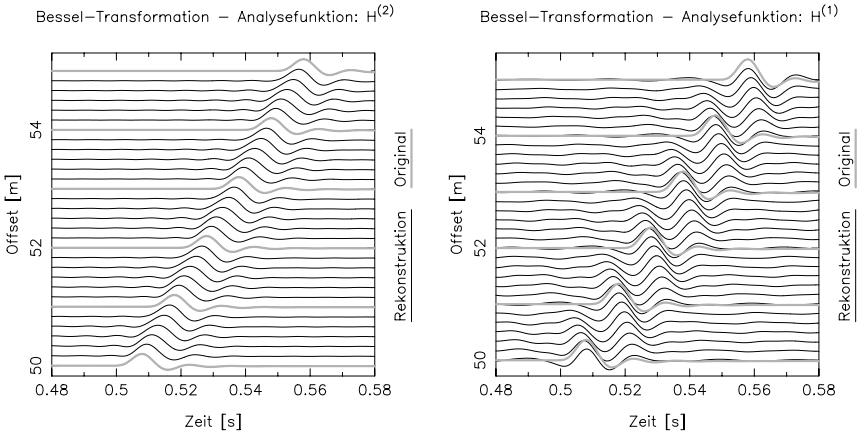 Bessel–Transformation – Analysefunktion: H(2)
54
52
50
Offset [m]
0.48 0.5 0.52 0.54 0.56 0.58
Zeit [s]
Original
Rekonstruktion
Bessel–Transformation – Analysefunktion: H(1)
54
52
50
Offset [m]
0.48 0.5 0.52 0.54 0.56 0.58
Zeit [s]
Original
Rekonstruktion